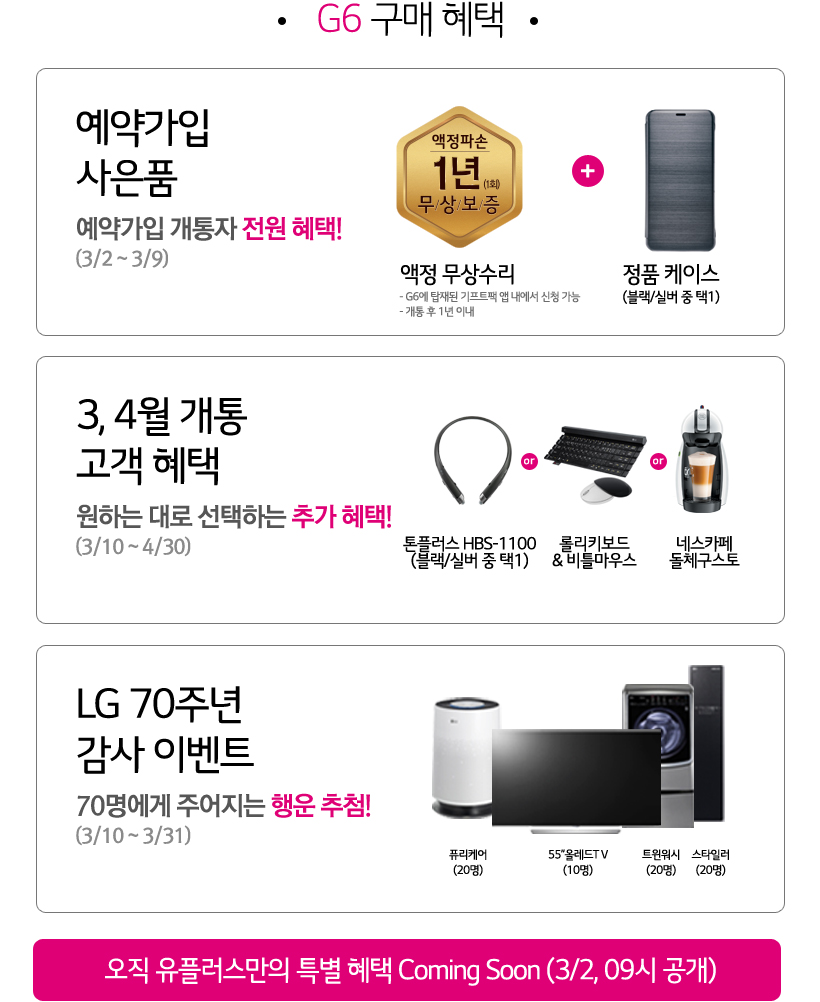 • G6 구매 혜택 •
예약가입
사은품
예약가입 개통자 전원 혜택!
(3/2 ~ 3/9)
액정파손
1년 (1회)
무/상/보/증
+
액정 무상수리
- G6에 탑재된 기프트팩 앱 내에서 신청 가능
- 개통 후 1년 이내
정품 케이스
(블랙/실버 중 택1)
3, 4월 개통
고객 혜택
원하는 대로 선택하는 추가 혜택!
(3/10 ~ 4/30)
or
or
톤플러스 HBS-1100
(블랙/실버 중 택1)
롤리키보드
& 비틀마우스
네스카페
돌체구스토
LG 70주년
감사 이벤트
70명에게 주어지는 행운 추첨!
(3/10 ~ 3/31)
퓨리케어
(20명)
55"올레드TV
(10명)
트윈워시
(20명)
스타일러
(20명)
오직 유플러스만의 특별 혜택 Coming Soon (3/2, 09시 공개)